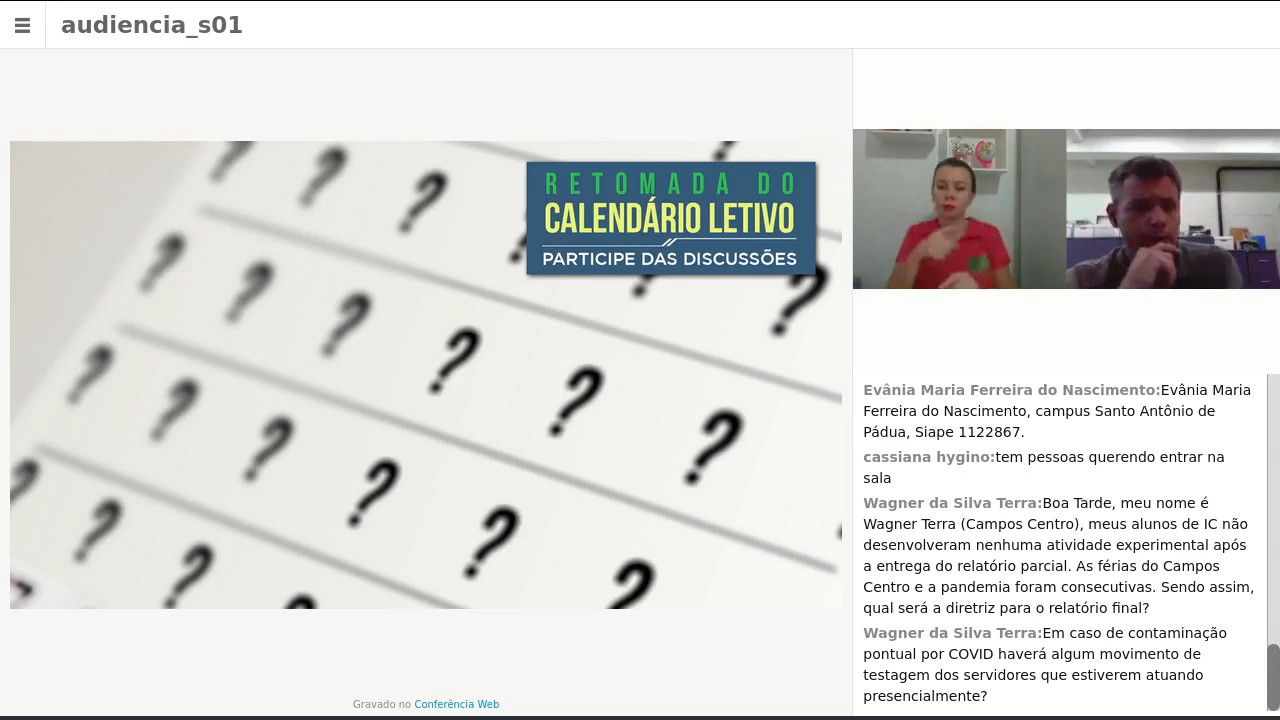 audiencia_s01
RETOMADA DO
CALENDÁRIO LETIVO
PARTICIPE DAS DISCUSSÕES
? ? ? ?
? ? ? ? ? ?
? ? ? ? ? ?
? ? ? ? ? ?
Evânia Maria Ferreira do Nascimento:Evânia Maria
Ferreira do Nascimento, campus Santo Antônio de
Pádua, Siape 1122867.
cassiana hygino:tem pessoas querendo entrar na
sala
Wagner da Silva Terra:Boa Tarde, meu nome é
Wagner Terra (Campos Centro), meus alunos de IC não
desenvolveram nenhuma atividade experimental após
a entrega do relatório parcial. As férias do Campos
Centro e a pandemia foram consecutivas. Sendo assim,
qual será a diretriz para o relatório final?
Wagner da Silva Terra:Em caso de contaminação
pontual por COVID haverá algum movimento de
testagem dos servidores que estiverem atuando
presencialmente?
Gravado no Conferência Web